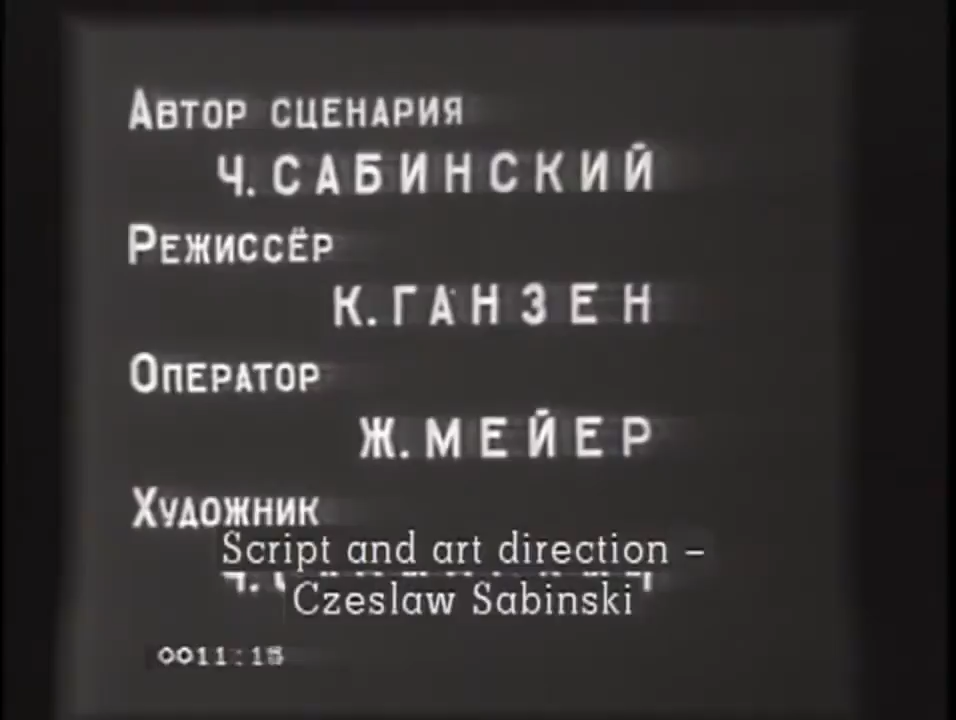 Автор сценария
Ч. САБИНСКИЙ
Режиссёр
К. ГАНЗЕН
Оператор
Ж. МЕЙЕР
Художник
Script and art direction –
Czeslaw Sabinski
0011:15